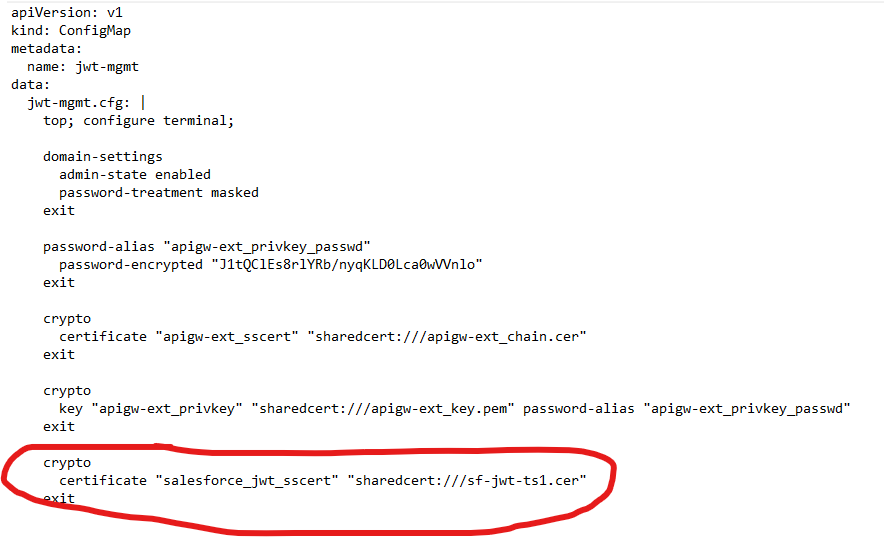 apiVersion: v1
kind: ConfigMap
metadata:
  name: jwt-mgmt
data:
  jwt-mgmt.cfg: |
    top; configure terminal;

    domain-settings
      admin-state enabled
      password-treatment masked
    exit

    password-alias "apigw-ext_privkey_passwd"
      password-encrypted "J1tQClEs8rlYRb/nyqKLD0Lca0wVVnlo"
    exit

    crypto
      certificate "apigw-ext_sscert" "sharedcert:///apigw-ext_chain.cer"
    exit

    crypto
      key "apigw-ext_privkey" "sharedcert:///apigw-ext_key.pem" password-alias "apigw-ext_privkey_passwd"
    exit

    crypto
      certificate "salesforce_jwt_sscert" "sharedcert:///sf-jwt-ts1.cer"
    exit